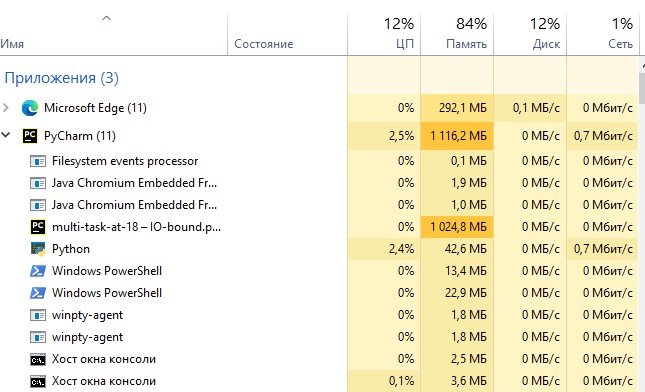 12% 84% 12% 1%
Имя Состояние ЦП Память Диск Сеть
Приложения (3)
Microsoft Edge (11) 0% 292,1 МБ 0,1 МБ/с 0 Мбит/с
PyCharm (11) 2,5% 1 116,2 МБ 0 МБ/с 0,7 Мбит/с
Filesystem events processor 0% 0,1 МБ 0 МБ/с 0 Мбит/с
Java Chromium Embedded Fr... 0% 1,9 МБ 0 МБ/с 0 Мбит/с
Java Chromium Embedded Fr... 0% 1,0 МБ 0 МБ/с 0 Мбит/с
multi-task-at-18 – IO-bound.p... 0% 1 024,8 МБ 0 МБ/с 0 Мбит/с
Python 2,4% 42,6 МБ 0 МБ/с 0,7 Мбит/с
Windows PowerShell 0% 13,4 МБ 0 МБ/с 0 Мбит/с
Windows PowerShell 0% 22,9 МБ 0 МБ/с 0 Мбит/с
winpty-agent 0% 1,8 МБ 0 МБ/с 0 Мбит/с
winpty-agent 0% 1,8 МБ 0 МБ/с 0 Мбит/с
Хост окна консоли 0% 2,5 МБ 0 МБ/с 0 Мбит/с
Хост окна консоли 0,1% 3,6 МБ 0 МБ/с 0 Мбит/с